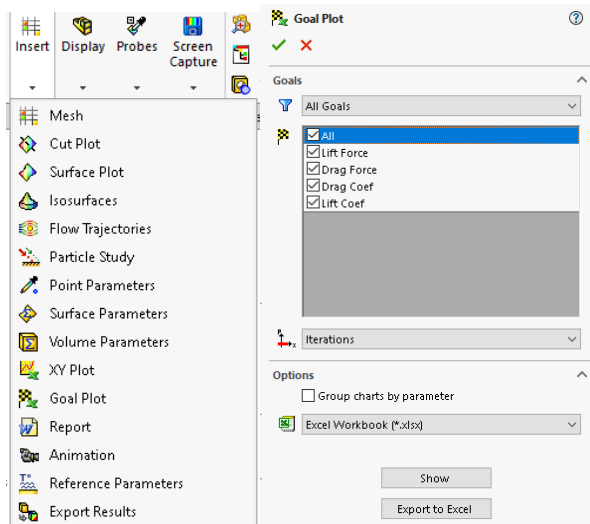 Insert Display Probes Screen Capture
Mesh
Cut Plot
Surface Plot
Isosurfaces
Flow Trajectories
Particle Study
Point Parameters
Surface Parameters
Volume Parameters
XY Plot
Goal Plot
Report
Animation
Reference Parameters
Export Results
Goal Plot
Goals
All Goals
All
Lift Force
Drag Force
Drag Coef
Lift Coef
Iterations
Options
Group charts by parameter
Excel Workbook (*.xlsx)
Show
Export to Excel